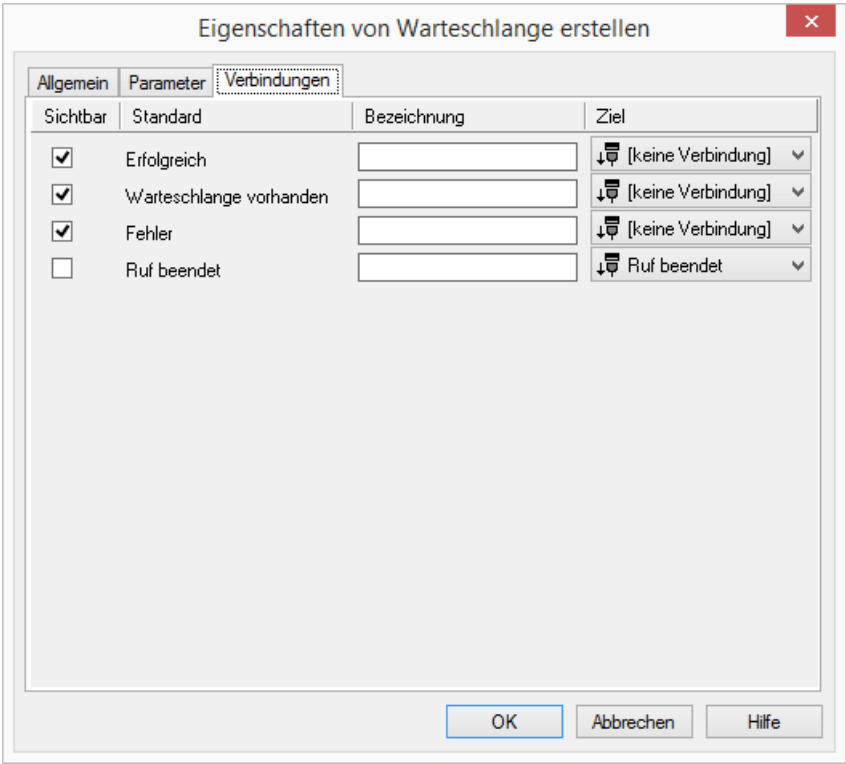 Eigenschaften von Warteschlange erstellen
Allgemein Parameter Verbindungen
Sichtbar Standard Bezeichnung Ziel
Erfolgreich [keine Verbindung]
Warteschlange vorhanden [keine Verbindung]
Fehler [keine Verbindung]
Ruf beendet Ruf beendet
OK Abbrechen Hilfe